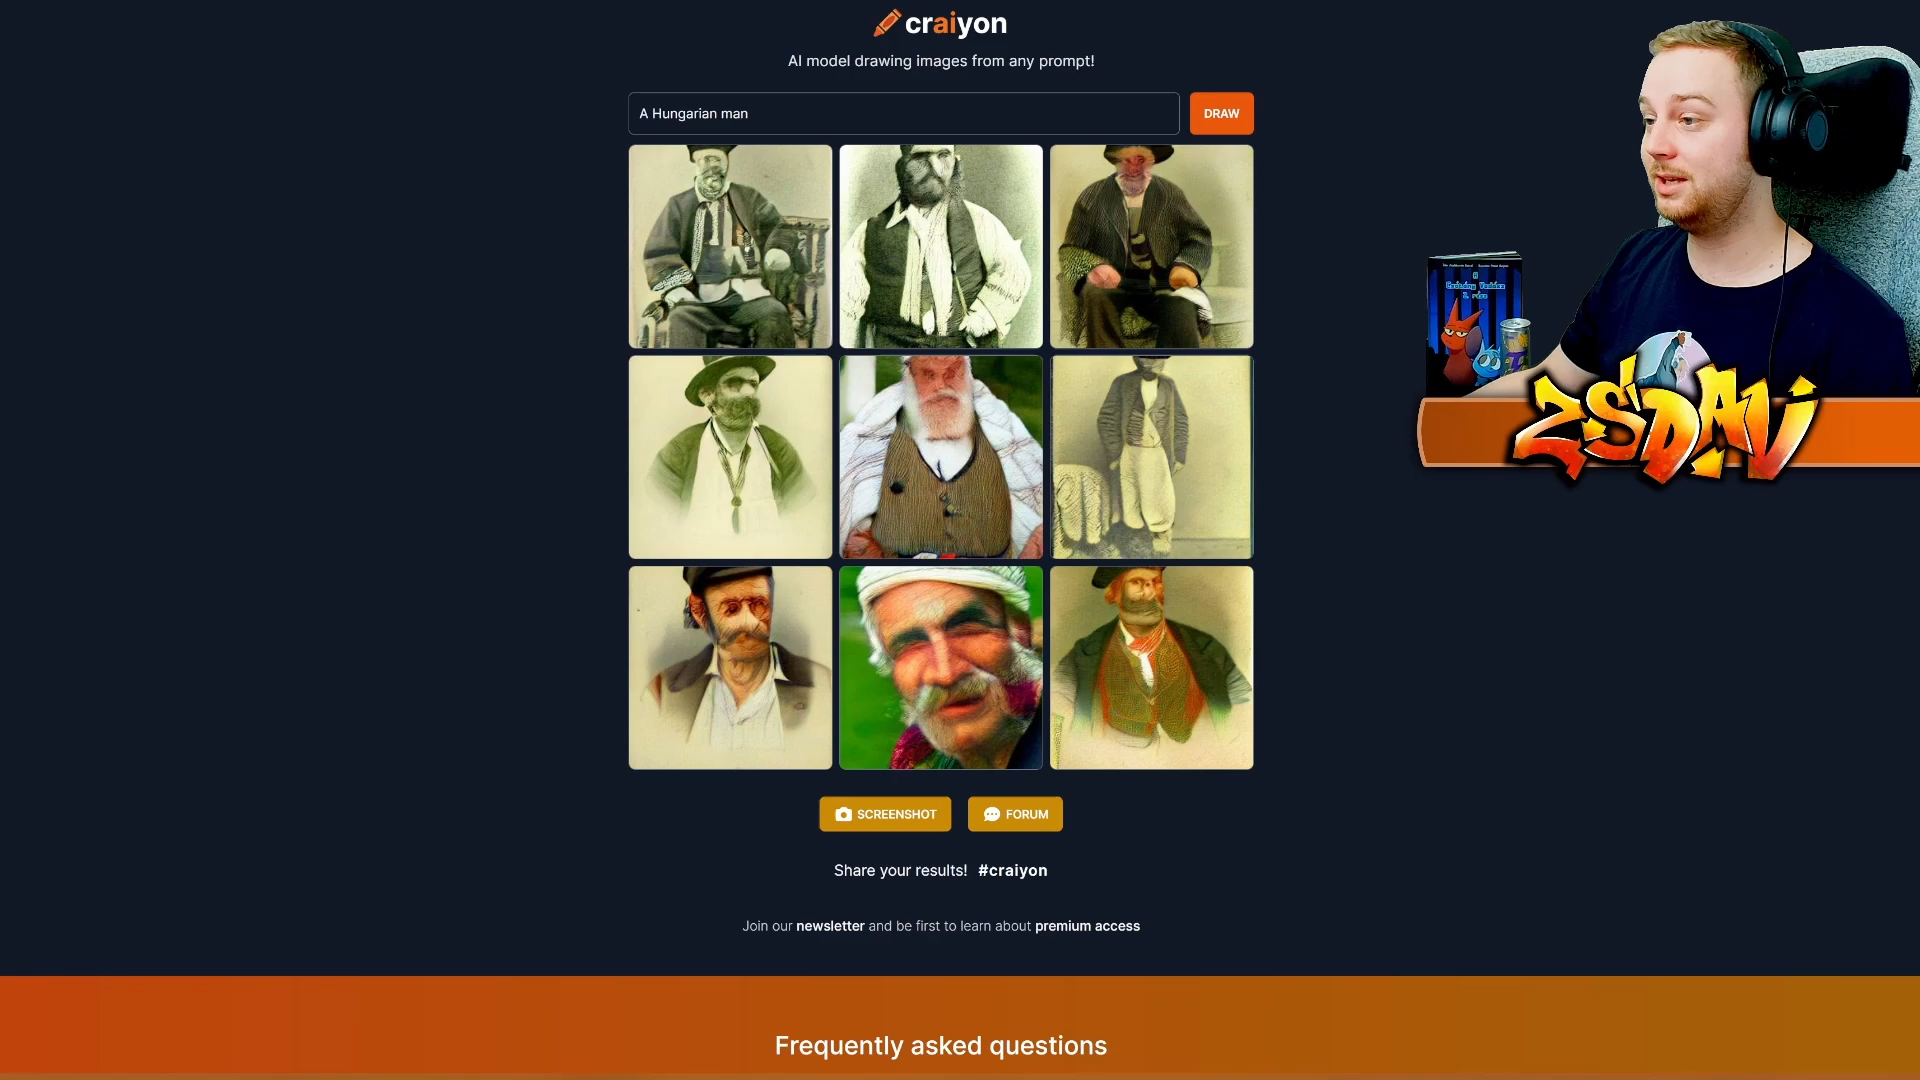 craiyon
AI model drawing images from any prompt!
A Hungarian man
DRAW
SCREENSHOT
FORUM
Share your results! #craiyon
Join our newsletter and be first to learn about premium access
Frequently asked questions
ZSDAV